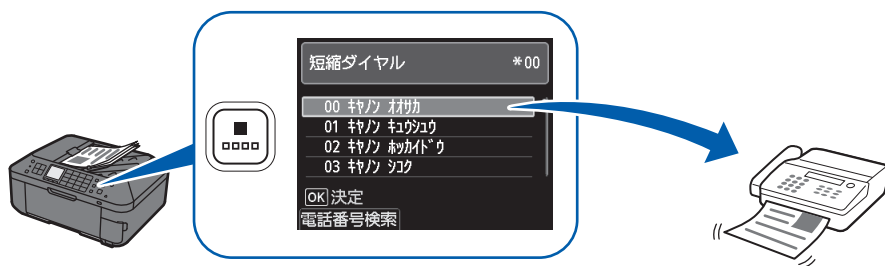 短縮ダイヤル *00
00 ｷﾔﾉﾝ ｵｵｻｶ
01 ｷﾔﾉﾝ ｷｭｳｼｭｳ
02 ｷﾔﾉﾝ ﾎｯｶｲﾄﾞｳ
03 ｷﾔﾉﾝ ｼｺｸ
OK 決定
電話番号検索